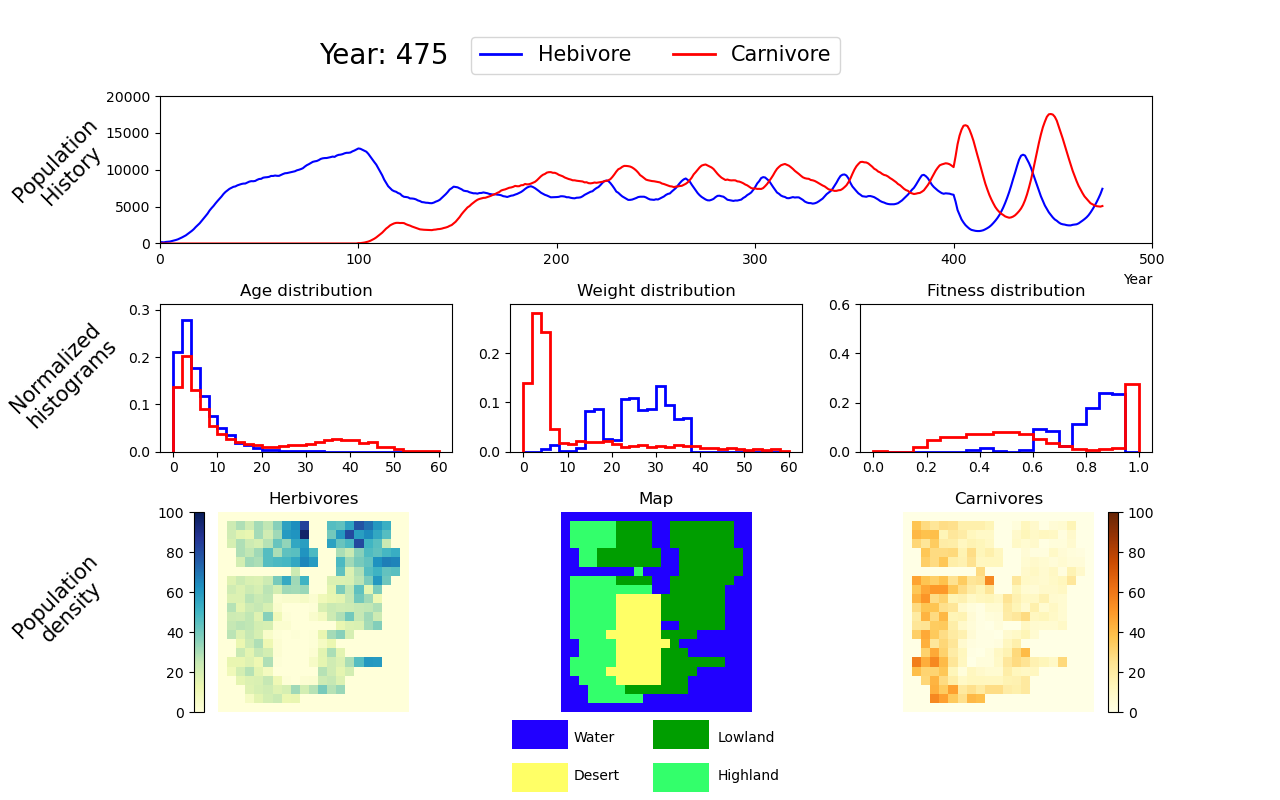 Year: 475
Hebivore
Carnivore
Population
History
20000
15000
10000
5000
0
0 100 200 300 400 500
Year
Normalized
histograms
Age distribution
0.3
0.2
0.1
0.0
0 10 20 30 40 50 60
Weight distribution
0.2
0.1
0.0
0 10 20 30 40 50 60
Fitness distribution
0.6
0.4
0.2
0.0
0.0 0.2 0.4 0.6 0.8 1.0
Population
density
Herbivores
100
80
60
40
20
0
Map
Carnivores
100
80
60
40
20
0
Water
Lowland
Desert
Highland